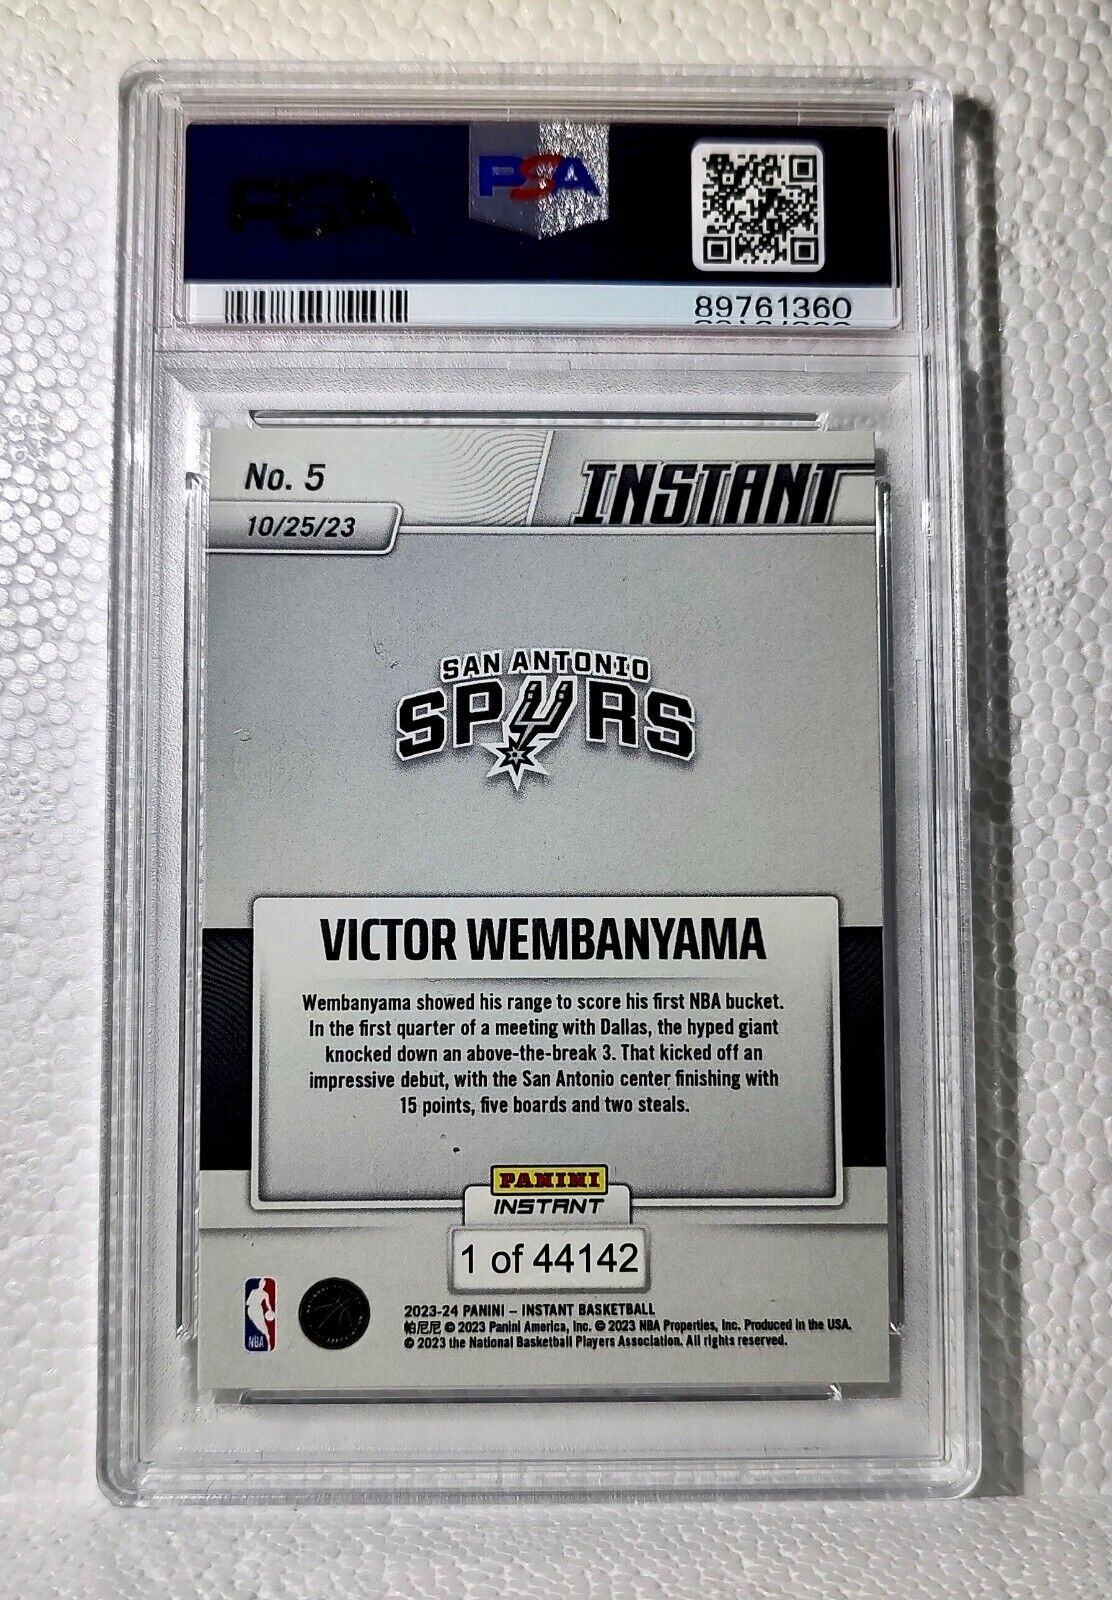 PSA
PSA
89761360
No. 5
INSTANT
10/25/23
SAN ANTONIO
SPURS
VICTOR WEMBANYAMA
Wembanyama showed his range to score his first NBA bucket.
In the first quarter of a meeting with Dallas, the hyped giant
knocked down an above-the-break 3. That kicked off an
impressive debut, with the San Antonio center finishing with
15 points, five boards and two steals.
PANINI
INSTANT
1 of 44142
NBA
2023-24 PANINI – INSTANT BASKETBALL
帕尼尼 © 2023 Panini America, Inc. © 2023 NBA Properties, Inc. Produced in the USA.
© 2023 the National Basketball Players Association. All rights reserved.